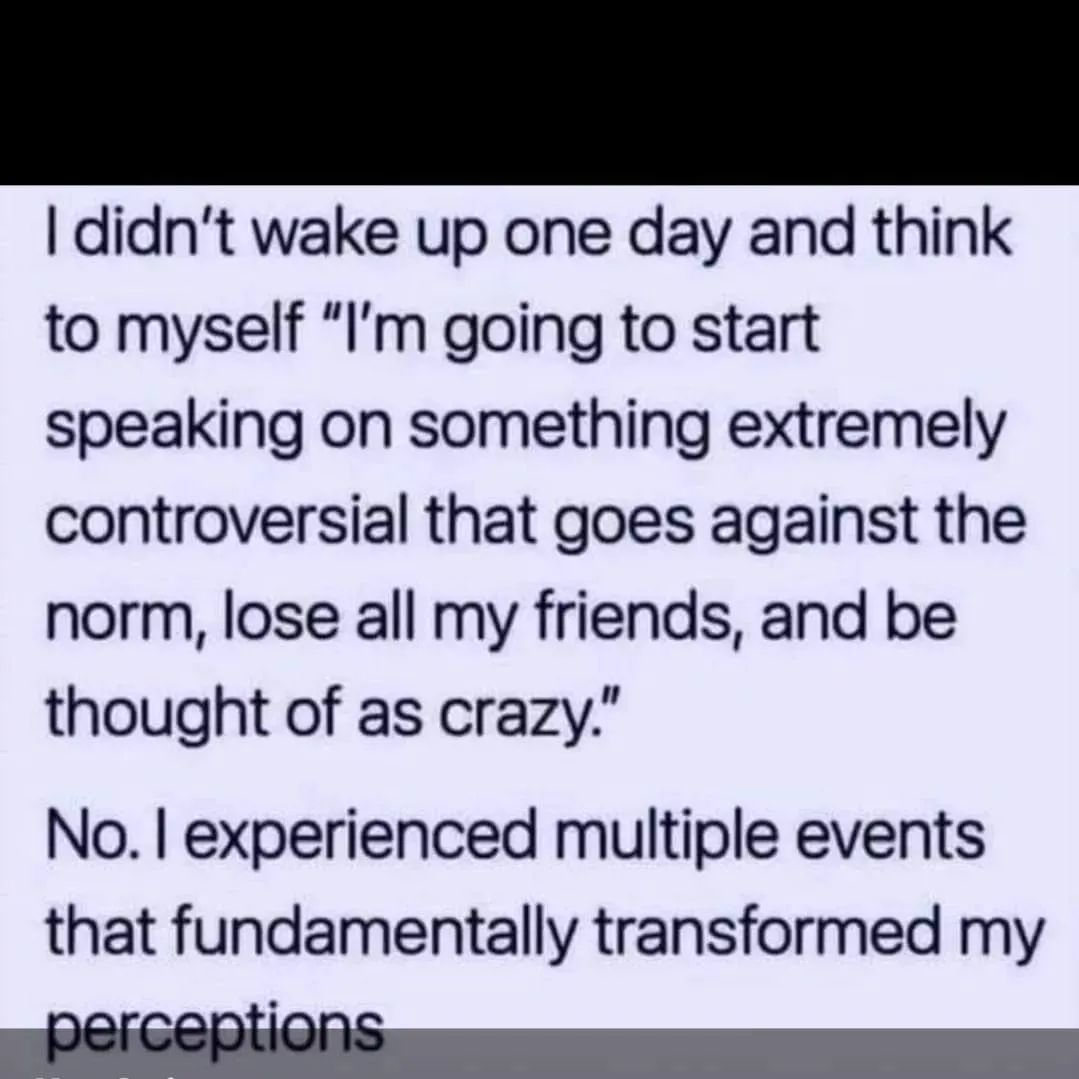 I didn't wake up one day and think
to myself "I'm going to start
speaking on something extremely
controversial that goes against the
norm, lose all my friends, and be
thought of as crazy."
No. I experienced multiple events
that fundamentally transformed my
perceptions